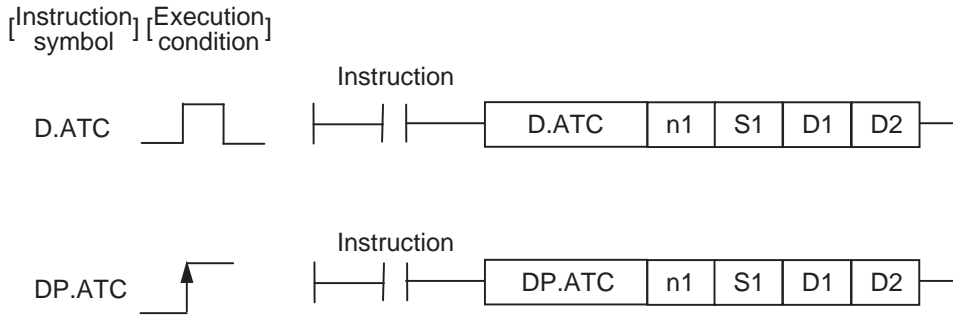 [Instruction symbol] [Execution condition]
Instruction
D.ATC D.ATC n1 S1 D1 D2
Instruction
DP.ATC DP.ATC n1 S1 D1 D2